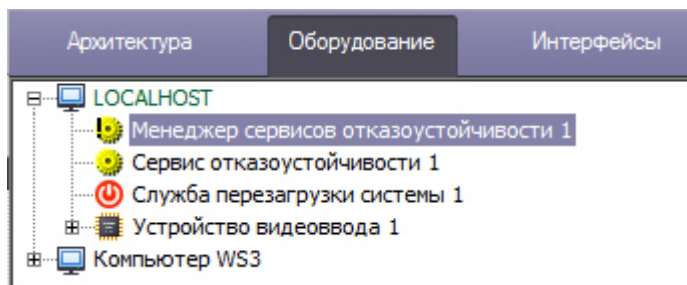 Архитектура Оборудование Интерфейсы
LOCALHOST
Менеджер сервисов отказоустойчивости 1
Сервис отказоустойчивости 1
Служба перезагрузки системы 1
Устройство видеоввода 1
Компьютер WS3